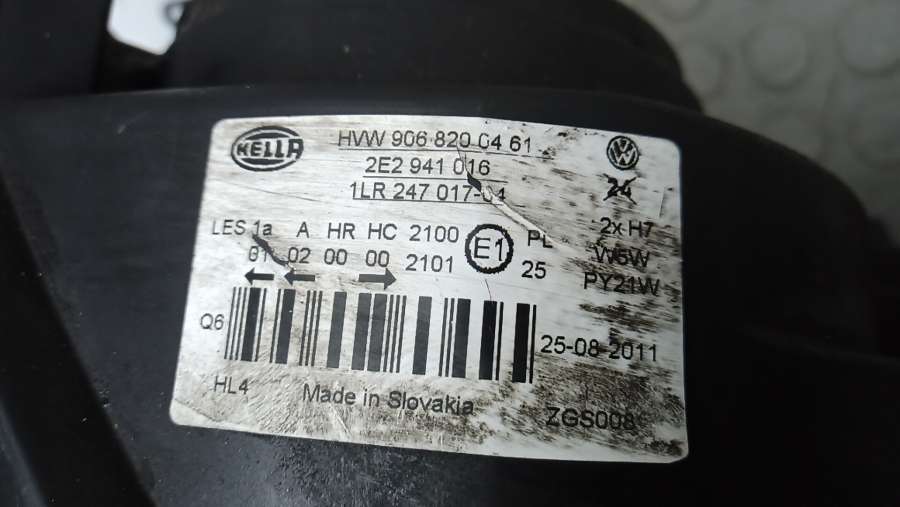 HELLA
HVW 906 820 04 61
2E2 941 016
1LR 247 017-04
24
LES 1a A HR HC 2100 E1 PL 2x H7
01 02 00 00 2101 25 W5W
PY21W
Q6
25-08-2011
HL4 Made in Slovakia ZGS008